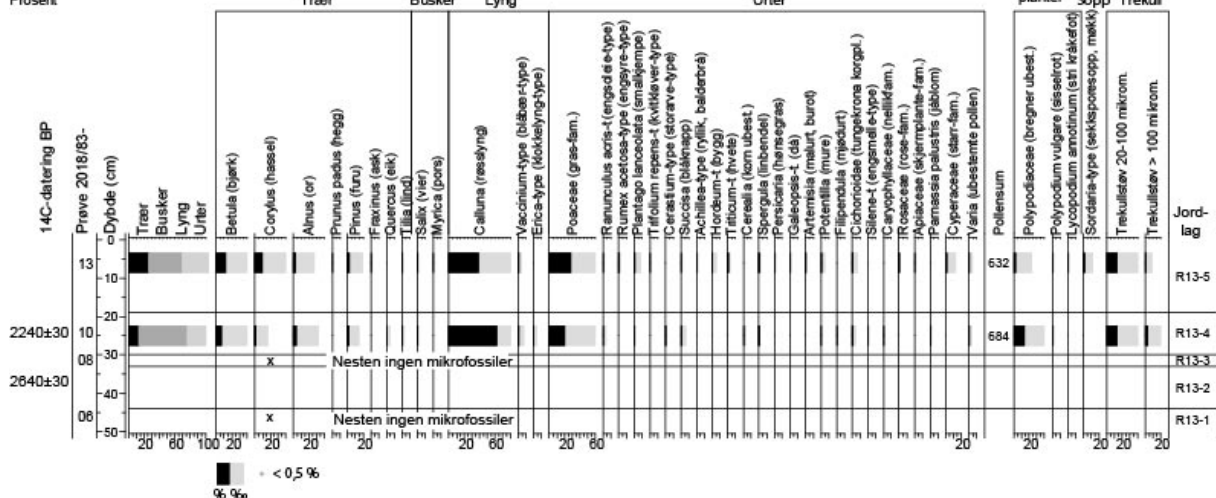 Prosent
Trær Busker Lyng Urter planter Sopp Trekull
14C-datering BP
Prøve 2018/83-
Dybde (cm)
Trær
Busker
Lyng
Urter
Betula (bjørk)
Corylus (hassel)
Alnus (or)
Prunus padus (hegg)
Pinus (furu)
Fraxinus (ask)
Quercus (eik)
Tilia (lind)
Salix (vier)
Myrica (pors)
Calluna (røsslyng)
Vaccinium-type (blåbær-type)
Erica-type (klokkelyng-type)
Poaceae (gras-fam.)
Ranunculus acris-t (engsoleie-type)
Rumex acetosa-type (engsyre-type)
Plantago lanceolata (smalkjempe)
Trifolium repens-t (kvitkløver-type)
Cerastium-type (storarve-type)
Succisa (blåknapp)
Achillea-type (ryllik, balderbrå)
Hordeum-t (bygg)
Triticum-t (hvete)
Cerealia (korn ubest.)
Spergula (linbendel)
Persicaria (hønsegras)
Galeopsis-t. (då)
Artemisia (malurt, burot)
Potentilla (mure)
Filipendula (mjødurt)
Cichorioidae (tungekrona korgpl.)
Silene-t (engsmelle-type)
Caryophyllaceae (nellikfam.)
Rosaceae (rose-fam.)
Apiaceae (skjermplante-fam.)
Parnassia palustris (jåblom)
Cyperaceae (starr-fam.)
Varia (ubestemte pollen)
Pollensum
Polypodiaceae (bregner ubest.)
Polypodium vulgare (sisselrot)
Lycopodium annotinum (stri kråkefot)
Sordaria-type (sekksporesopp, møkk)
Trekullstøv 20-100 mikrom.
Trekullstøv > 100 mikrom.
Jord-
lag
0
13 632 R13-5
10
20
2240±30 10 684 R13-4
30
08 x Nesten ingen mikrofossiler R13-3
2640±30 R13-2
40
06 x Nesten ingen mikrofossiler R13-1
50
20 60 100 20 20 20 20 20 60 20 60 20 20 20 20
% ‰ < 0,5 %